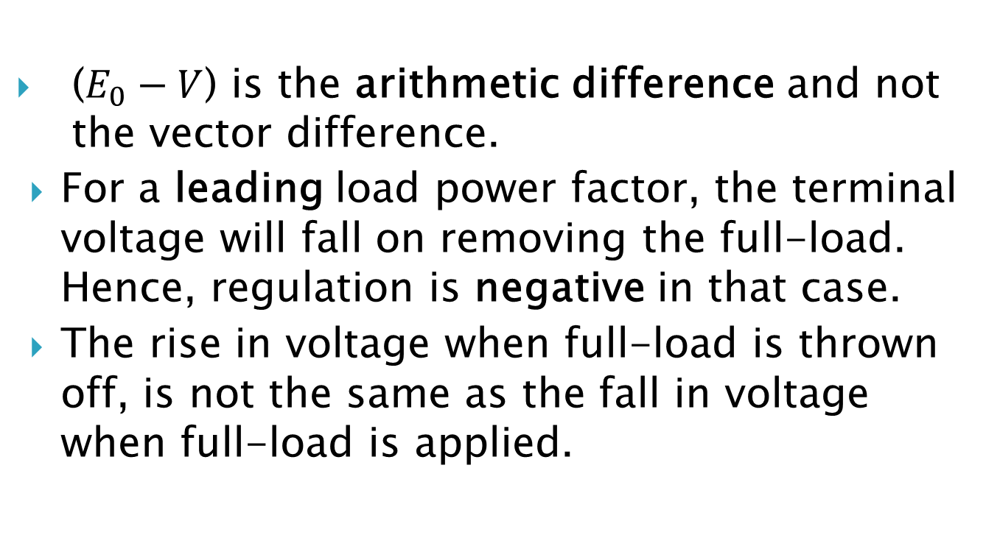 (E₀ − V) is the arithmetic difference and not
the vector difference.
For a leading load power factor, the terminal
voltage will fall on removing the full-load.
Hence, regulation is negative in that case.
The rise in voltage when full-load is thrown
off, is not the same as the fall in voltage
when full-load is applied.